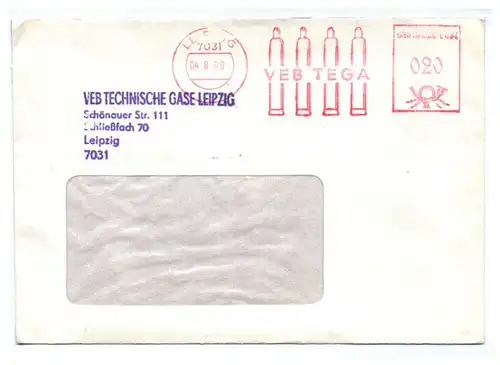 7031
04.8.89
VEB TEGA
020
VEB TECHNISCHE GASE LEIPZIG
Schönauer Str. 111
Schließfach 70
Leipzig
7031